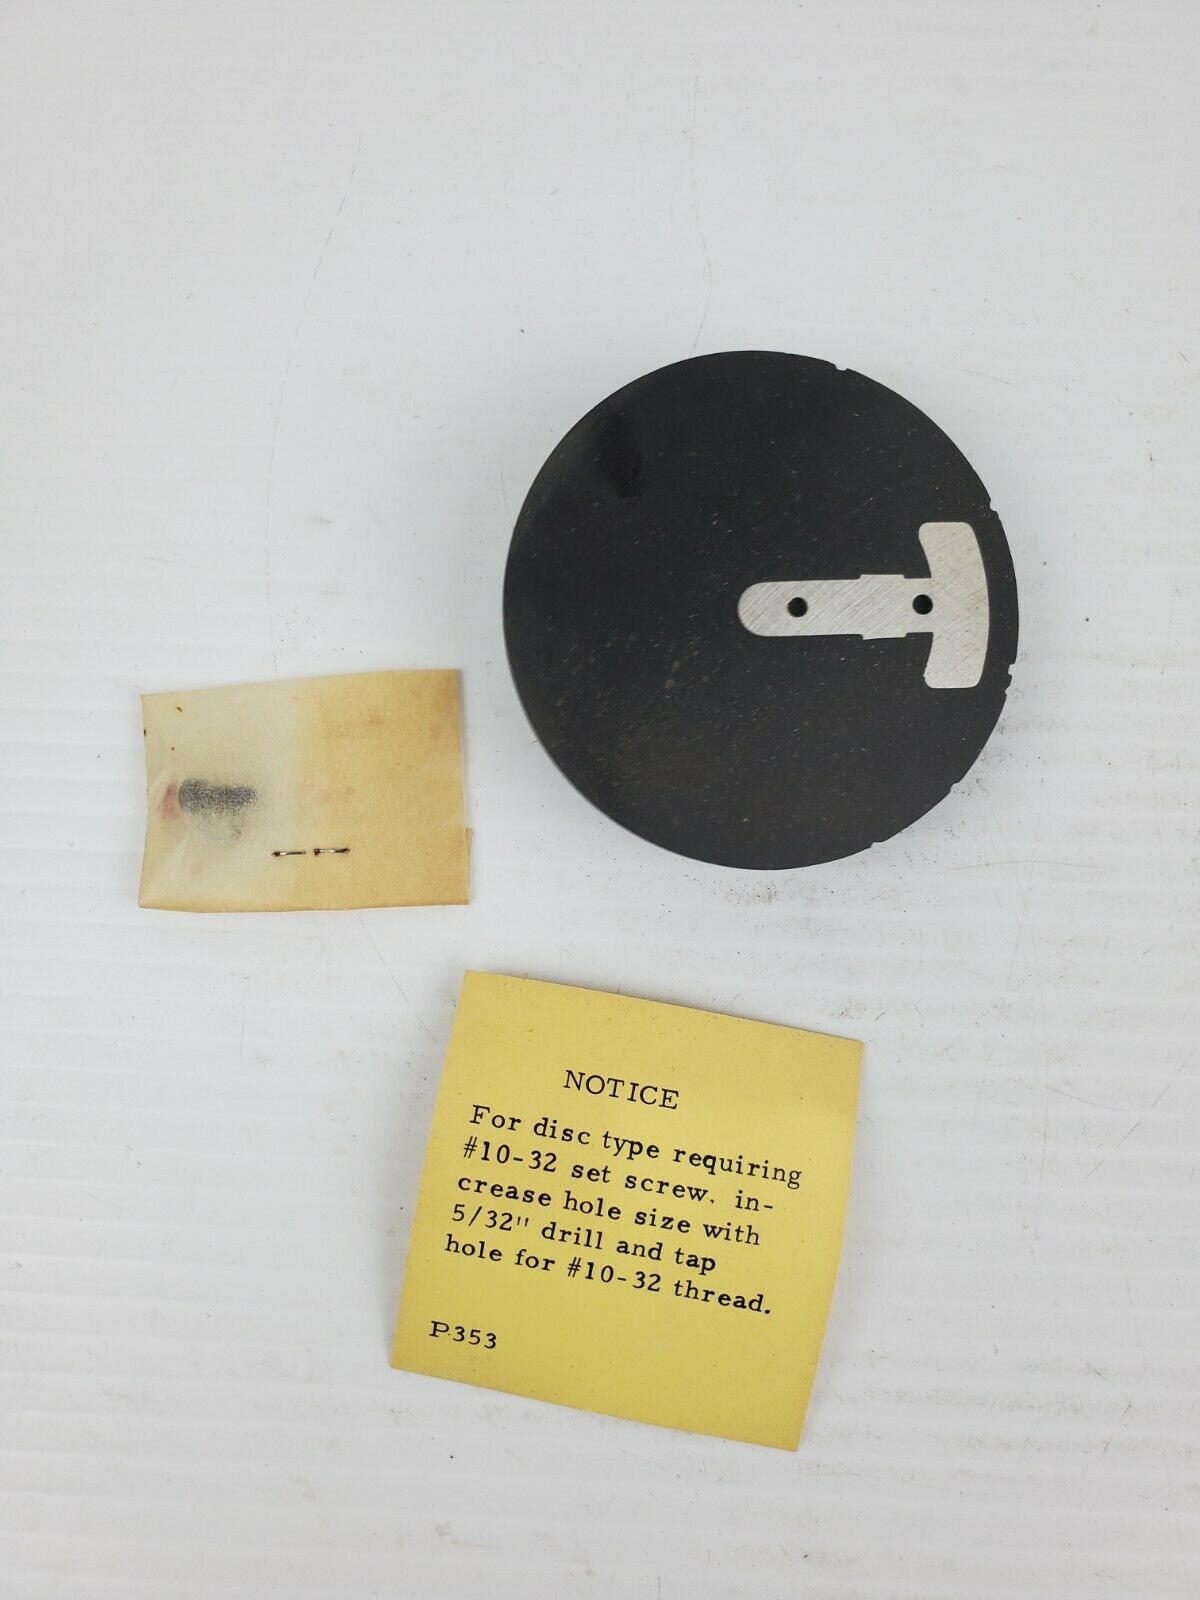 NOTICE
For disc type requiring
#10-32 set screw, in-
crease hole size with
5/32" drill and tap
hole for #10-32 thread.
P353